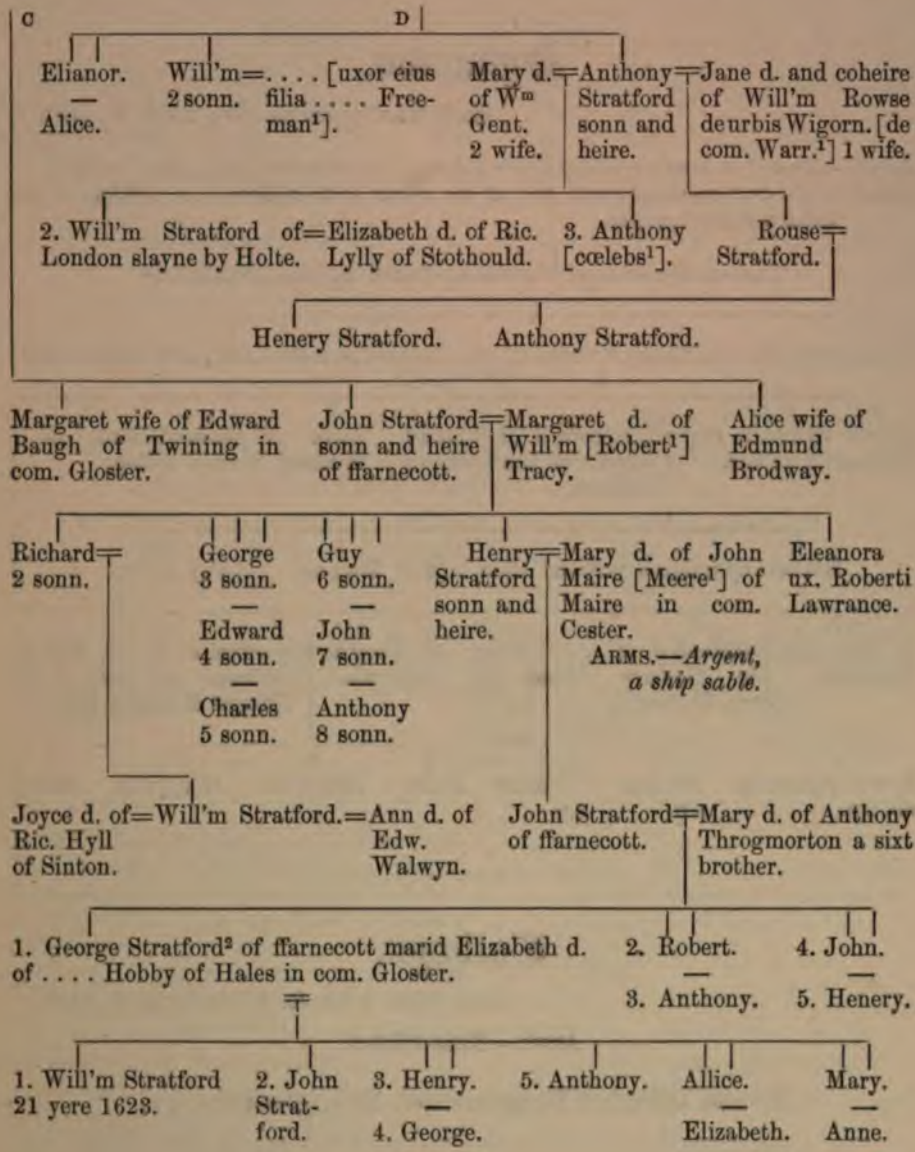 C D
Elianor.
—
Alice.
Will'm=. . . . [uxor eius
2 sonn. filia . . . . Free-
man¹].
Mary d.
of Wᵐ
Gent.
2 wife.
Anthony
Stratford
sonn and
heire.
Jane d. and coheire
of Will'm Rowse
de urbis Wigorn. [de
com. Warr.¹] 1 wife.
2. Will'm Stratford of=Elizabeth d. of Ric.
London slayne by Holte. Lylly of Stothould.
3. Anthony
[cœlebs¹].
Rouse
Stratford.
Henery Stratford. Anthony Stratford.
Margaret wife of Edward
Baugh of Twining in
com. Gloster.
John Stratford
sonn and heire
of ffarnecott.
Margaret d. of
Will'm [Robert¹]
Tracy.
Alice wife of
Edmund
Brodway.
Richard
2 sonn.
George
3 sonn.
—
Edward
4 sonn.
—
Charles
5 sonn.
Guy
6 sonn.
—
John
7 sonn.
—
Anthony
8 sonn.
Henry
Stratford
sonn and
heire.
Mary d. of John
Maire [Meere¹] of
Maire in com.
Cester.
ARMS.—Argent,
a ship sable.
Eleanora
ux. Roberti
Lawrance.
Joyce d. of=Will'm Stratford.=Ann d. of
Ric. Hyll
of Sinton.
Edw.
Walwyn.
John Stratford
of ffarnecott.
Mary d. of Anthony
Throgmorton a sixt
brother.
1. George Stratford² of ffarnecott marid Elizabeth d.
of . . . . Hobby of Hales in com. Gloster.
2. Robert.
—
3. Anthony.
4. John.
—
5. Henery.
1. Will'm Stratford
21 yere 1623.
2. John
Strat-
ford.
3. Henry.
—
4. George.
5. Anthony.
Allice.
—
Elizabeth.
Mary.
—
Anne.